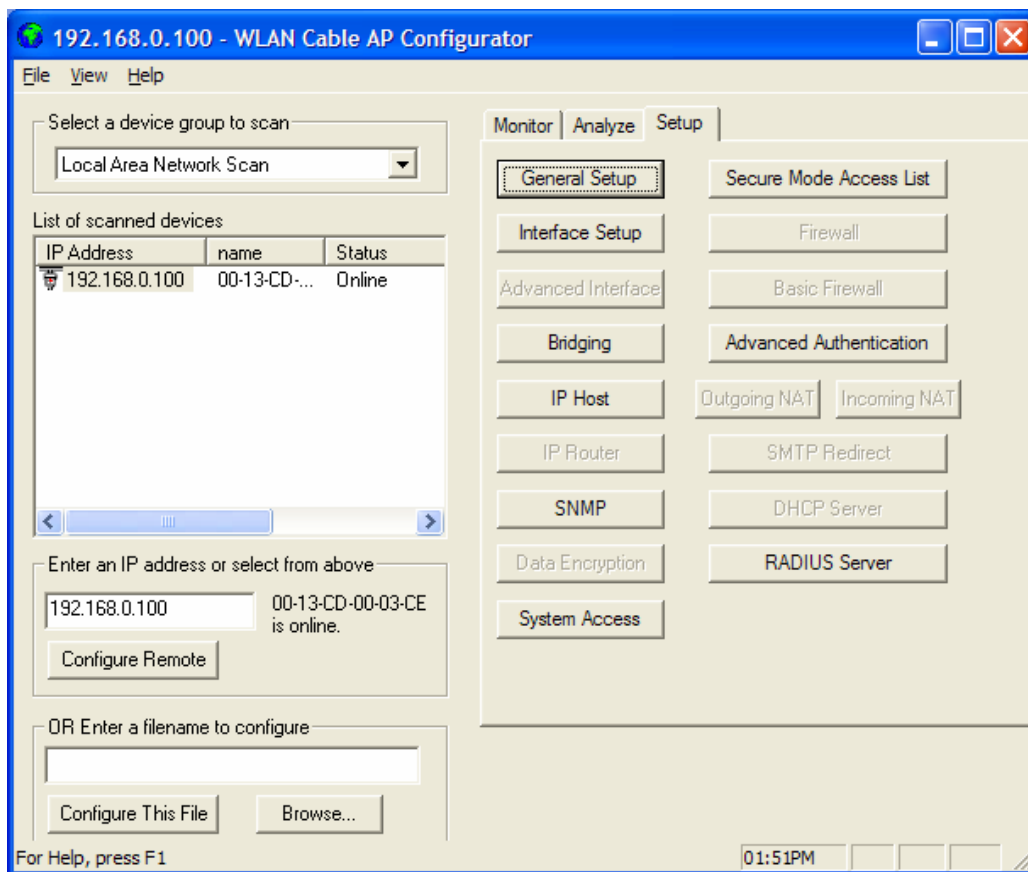 192.168.0.100 - WLAN Cable AP Configurator
File View Help
Select a device group to scan
Local Area Network Scan
List of scanned devices
IP Address name Status
192.168.0.100 00-13-CD-... Online
Enter an IP address or select from above
192.168.0.100
00-13-CD-00-03-CE
is online.
Configure Remote
OR Enter a filename to configure
Configure This File Browse...
Monitor Analyze Setup
General Setup Secure Mode Access List
Interface Setup Firewall
Advanced Interface Basic Firewall
Bridging Advanced Authentication
IP Host Outgoing NAT Incoming NAT
IP Router SMTP Redirect
SNMP DHCP Server
Data Encryption RADIUS Server
System Access
For Help, press F1 01:51PM